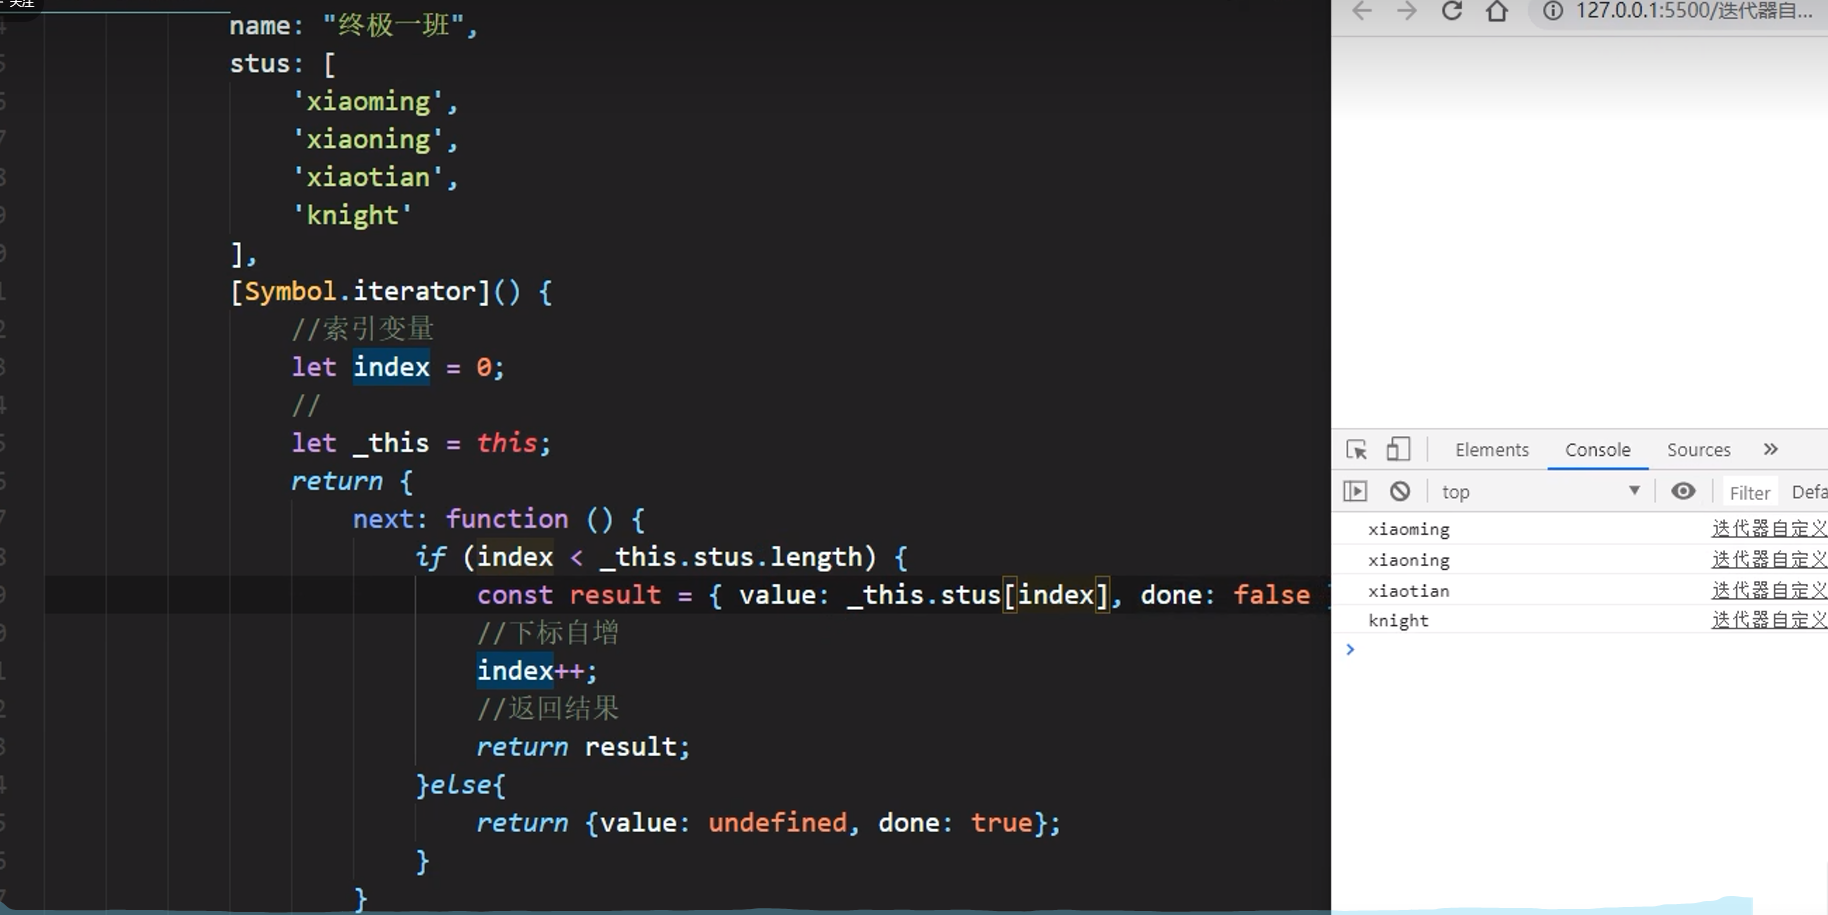 关注
name: "终极一班",
stus: [
'xiaoming',
'xiaoning',
'xiaotian',
'knight'
],
[Symbol.iterator]() {
//索引变量
let index = 0;
//
let _this = this;
return {
next: function () {
if (index < _this.stus.length) {
const result = { value: _this.stus[index], done: false }
//下标自增
index++;
//返回结果
return result;
}else{
return {value: undefined, done: true};
}
}
127.0.0.1:5500/迭代器自...
Elements Console Sources »
top Filter Defa
xiaoming 迭代器自定义
xiaoning 迭代器自定义
xiaotian 迭代器自定义
knight 迭代器自定义